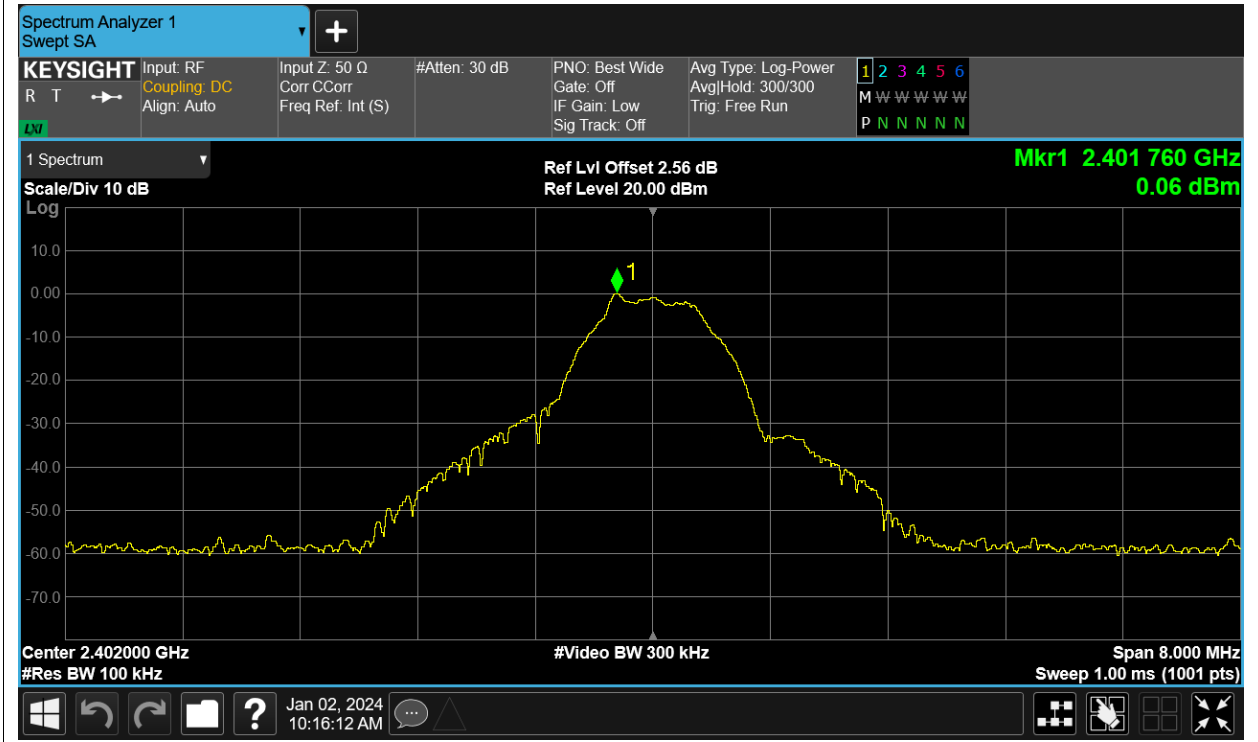 Spectrum Analyzer 1
Swept SA
KEYSIGHT
R T
LXI
Input: RF
Coupling: DC
Align: Auto
Input Z: 50 Ω
Corr CCorr
Freq Ref: Int (S)
#Atten: 30 dB
PNO: Best Wide
Gate: Off
IF Gain: Low
Sig Track: Off
Avg Type: Log-Power
Avg|Hold: 300/300
Trig: Free Run
1 2 3 4 5 6
M W W W W W W
P N N N N N N
1 Spectrum
Scale/Div 10 dB
Log
Ref Lvl Offset 2.56 dB
Ref Level 20.00 dBm
Mkr1 2.401 760 GHz
0.06 dBm
10.0
1
0.00
-10.0
-20.0
-30.0
-40.0
-50.0
-60.0
-70.0
Center 2.402000 GHz
#Res BW 100 kHz
#Video BW 300 kHz
Span 8.000 MHz
Sweep 1.00 ms (1001 pts)
?
Jan 02, 2024
10:16:12 AM